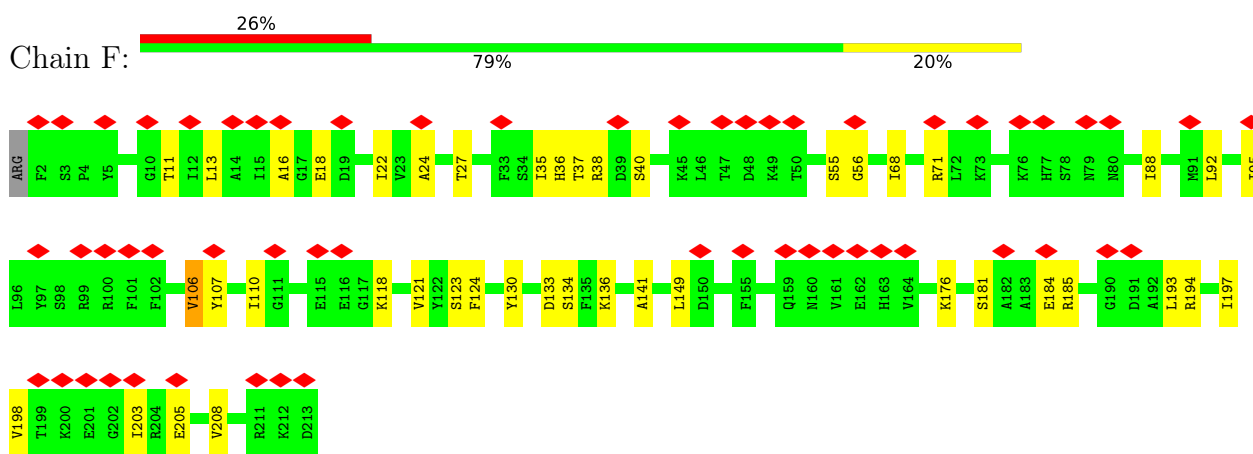 26%
Chain F:
79% 20%
ARG F2 S3 P4 Y5 G10 T11 I12 L13 A14 I15 A16 G17 E18 D19 I22 V23 A24 T27 F33 S34 I35 H36 T37 R38 D39 S40 K45 L46 T47 D48 K49 T50 S55 G56 I68 R71 L72 K73 K76 H77 S78 N79 N80 I88 M91 L92 I95
L96 Y97 S98 R99 R100 F101 F102 V106 Y107 I110 G111 E115 E116 G117 K118 V121 Y122 S123 F124 Y130 D133 S134 F135 K136 A141 L149 D150 F155 Q159 N160 V161 E162 H163 V164 K176 S181 A182 A183 E184 R185 G190 D191 A192 L193 R194 I197
V198 T199 K200 E201 G202 I203 R204 E205 V208 R211 K212 D213